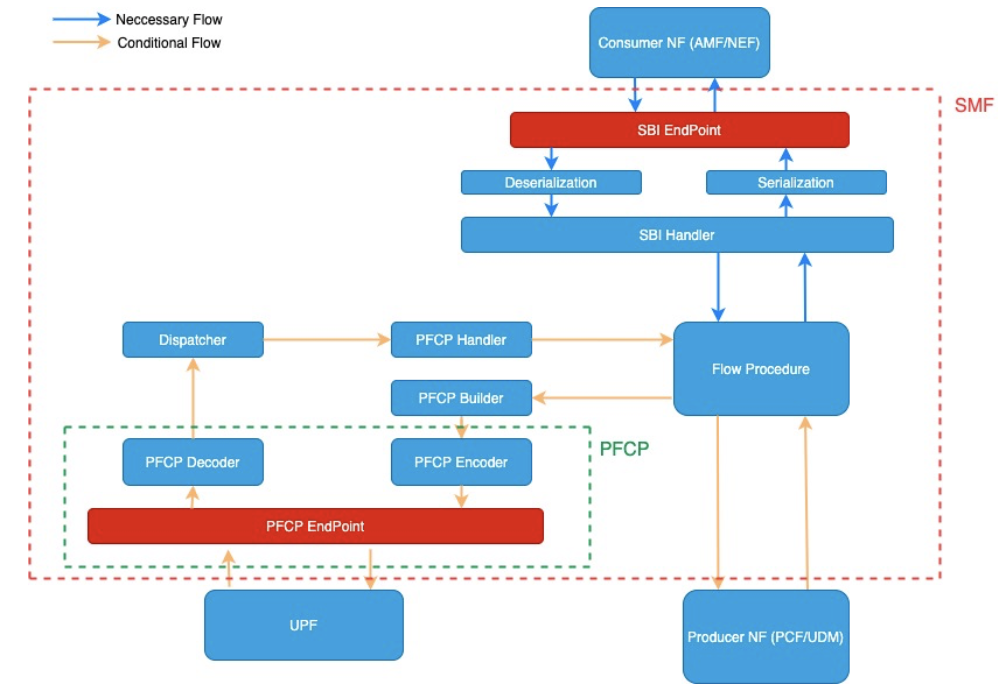 Neccessary Flow
Conditional Flow
Consumer NF (AMF/NEF)
SMF
SBI EndPoint
Deserialization
Serialization
SBI Handler
Dispatcher
PFCP Handler
Flow Procedure
PFCP Builder
PFCP
PFCP Decoder
PFCP Encoder
PFCP EndPoint
UPF
Producer NF (PCF/UDM)